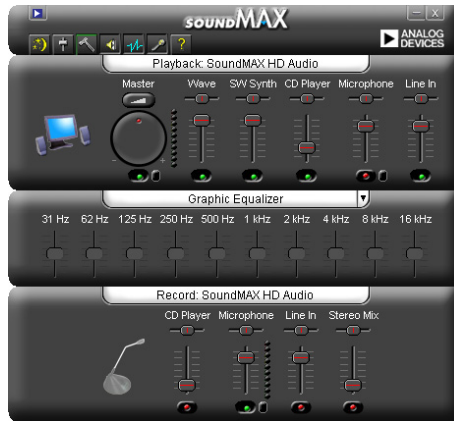 SOUNDMAX
ANALOG
DEVICES
?
Playback: SoundMAX HD Audio
Master Wave SW Synth CD Player Microphone Line In
- +
Graphic Equalizer
31 Hz 62 Hz 125 Hz 250 Hz 500 Hz 1 kHz 2 kHz 4 kHz 8 kHz 16 kHz
Record: SoundMAX HD Audio
CD Player Microphone Line In Stereo Mix